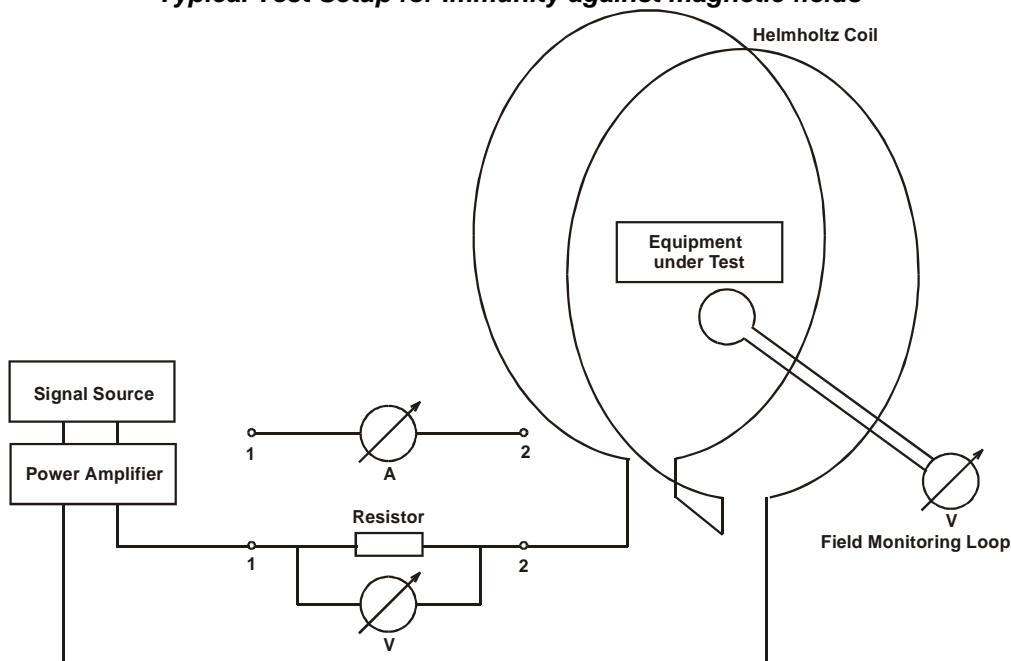 Typical Test Setup for immunity against magnetic fields
Helmholtz Coil
Equipment
under Test
Signal Source
Power Amplifier
1
2
A
Resistor
1
2
V
V
Field Monitoring Loop